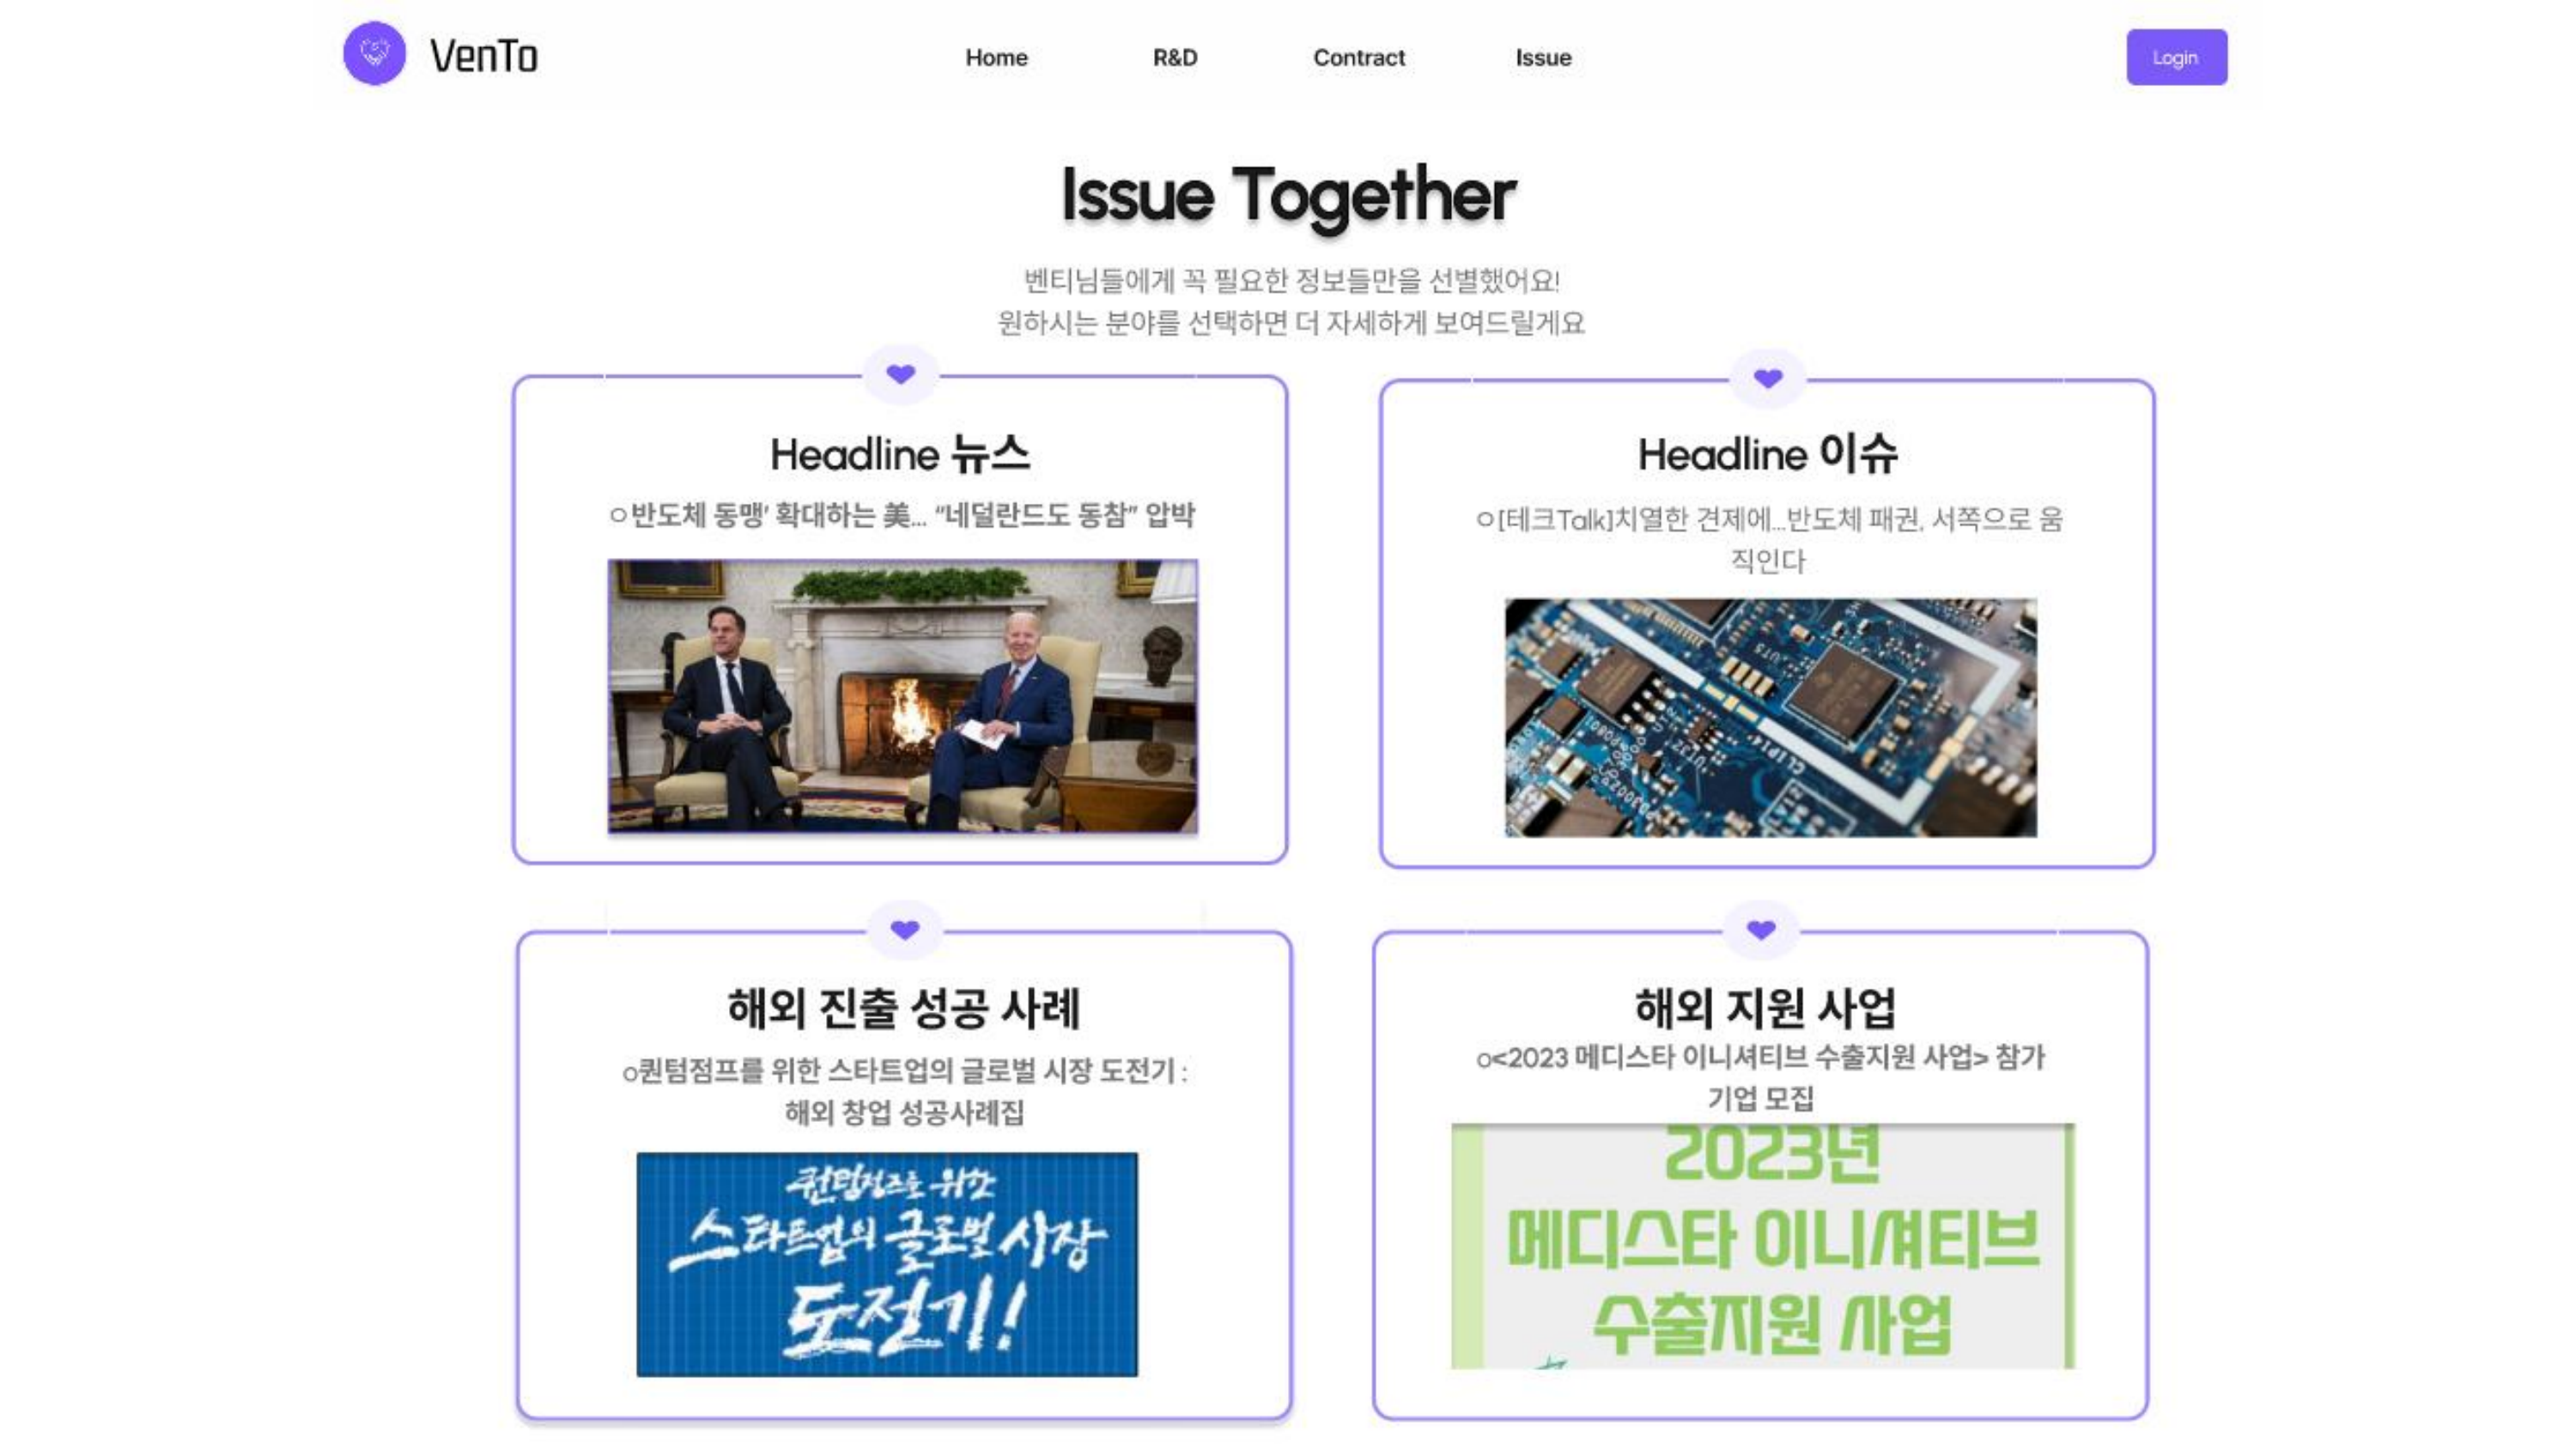 VenTo
Home R&D Contract Issue
Login
Issue Together
벤티님들에게 꼭 필요한 정보들만을 선별했어요!
원하시는 분야를 선택하면 더 자세하게 보여드릴게요
Headline 뉴스
ㅇ반도체 동맹’ 확대하는 美... “네덜란드도 동참” 압박
Headline 이슈
ㅇ[테크Talk]치열한 견제에...반도체 패권, 서쪽으로 움
직인다
해외 진출 성공 사례
o퀀텀점프를 위한 스타트업의 글로벌 시장 도전기 :
해외 창업 성공사례집
퀀텀점프를 위한
스타트업의 글로벌 시장
도전기!
해외 지원 사업
o<2023 메디스타 이니셔티브 수출지원 사업> 참가
기업 모집
2023년
메디스타 이니셔티브
수출지원 사업